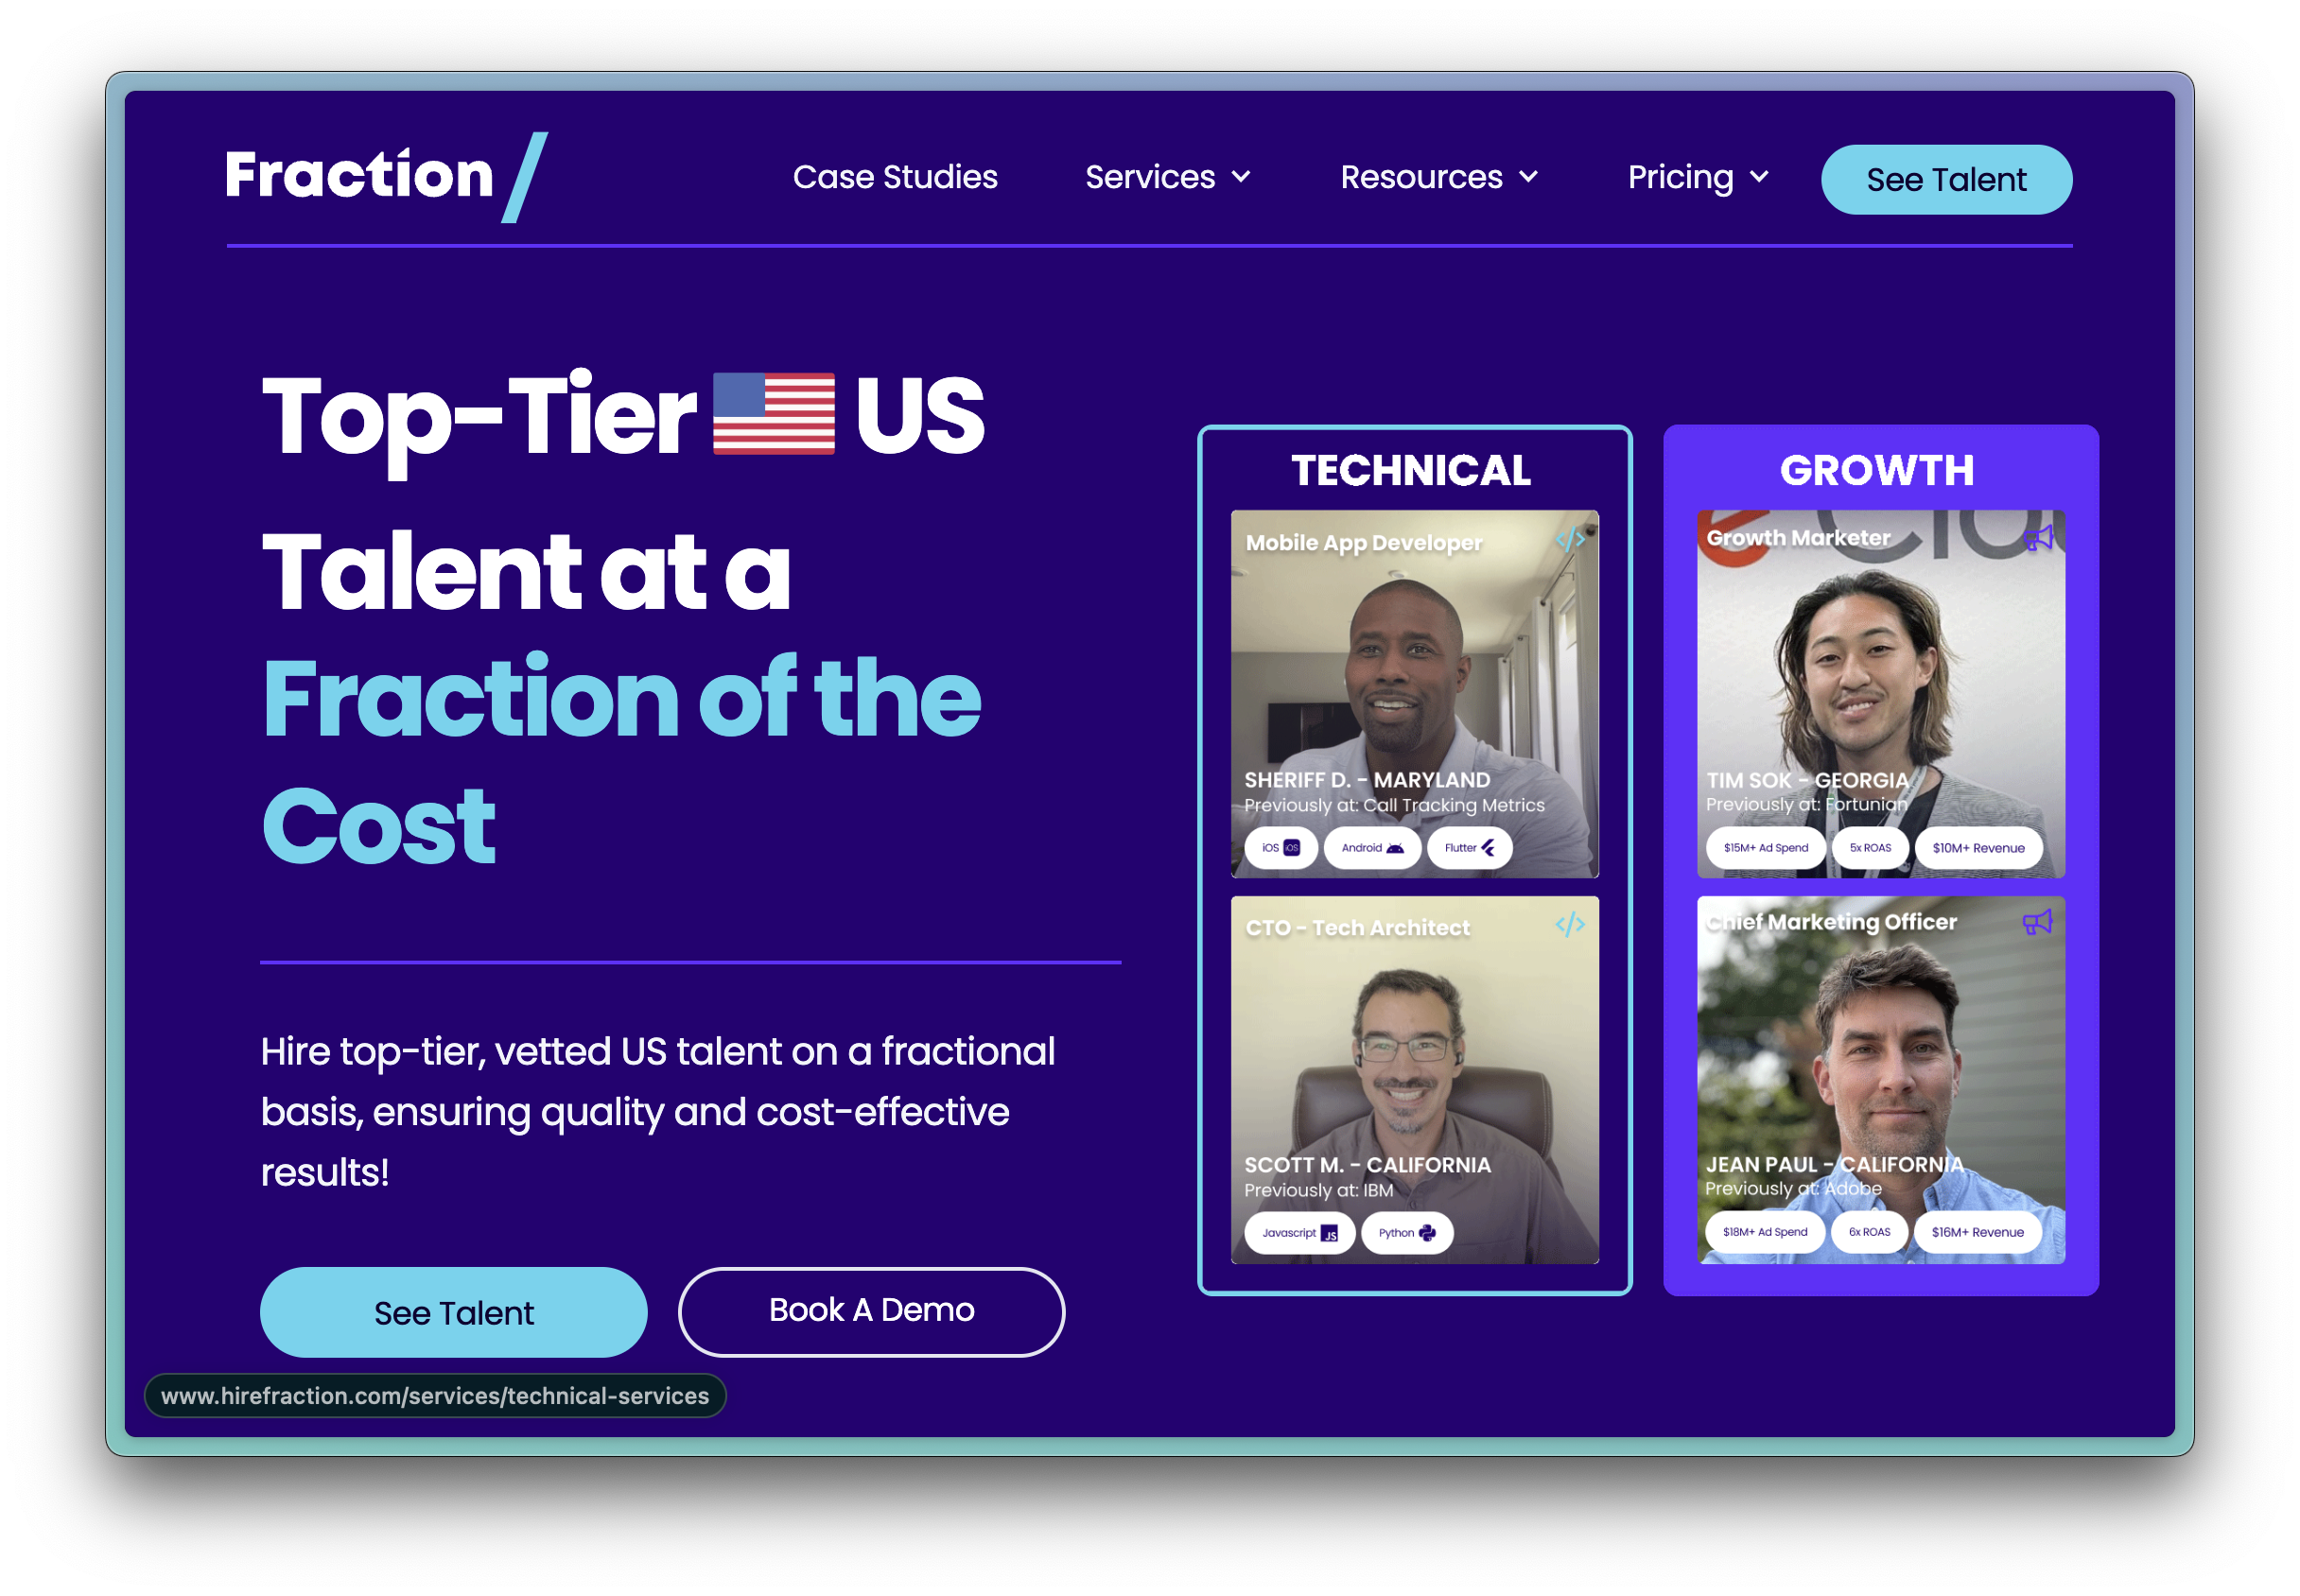 Fraction
Case Studies
Services
Resources
Pricing
See Talent
Top-Tier US
Talent at a
Fraction of the
Cost
Hire top-tier, vetted US talent on a fractional
basis, ensuring quality and cost-effective
results!
See Talent
Book A Demo
www.hirefraction.com/services/technical-services
TECHNICAL
Mobile App Developer
SHERIFF D. - MARYLAND
Previously at: Call Tracking Metrics
iOS iOS
Android
Flutter
CTO - Tech Architect
SCOTT M. - CALIFORNIA
Previously at: IBM
Javascript JS
Python
GROWTH
Growth Marketer
TIM SOK - GEORGIA
Previously at: Fortunian
$15M+ Ad Spend
5x ROAS
$10M+ Revenue
Chief Marketing Officer
JEAN PAUL - CALIFORNIA
Previously at: Adobe
$18M+ Ad Spend
6x ROAS
$16M+ Revenue